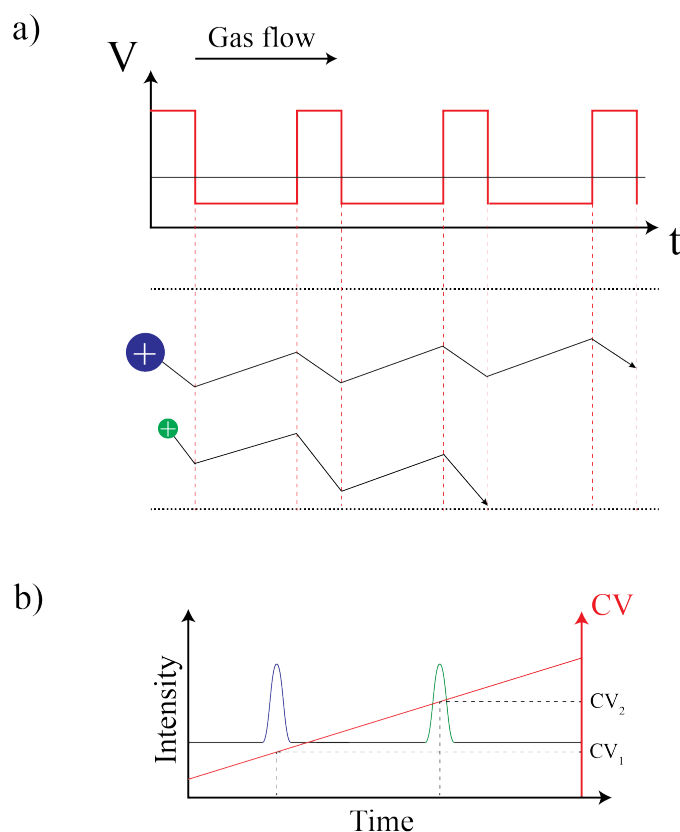 a)
Gas flow
V
t
+
+
b)
CV
Intensity
CV₂
CV₁
Time